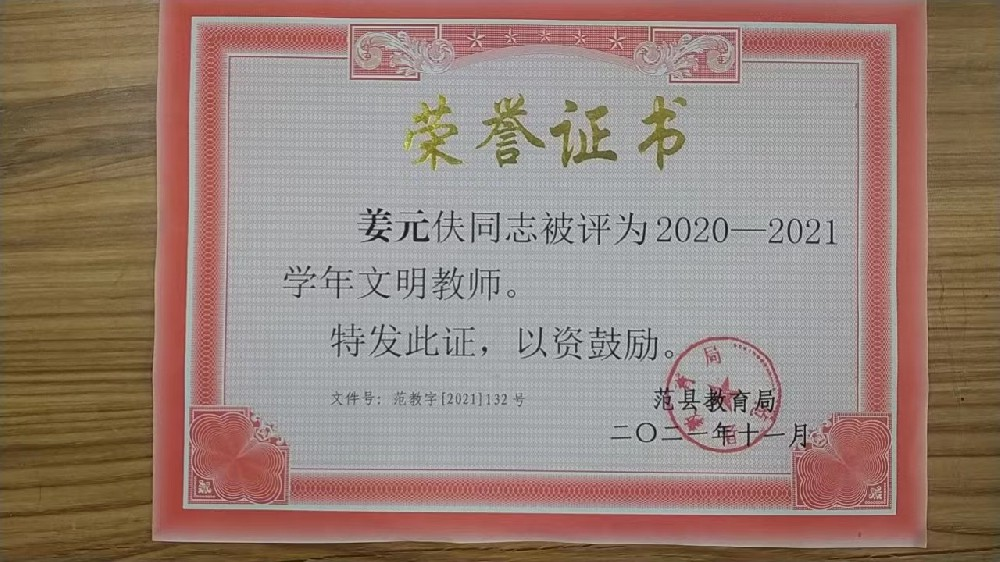 荣誉证书
姜元伕同志被评为2020—2021
学年文明教师。
特发此证，以资鼓励。
文件号：范教字[2021]132号
范县教育局
二〇二一年十一月